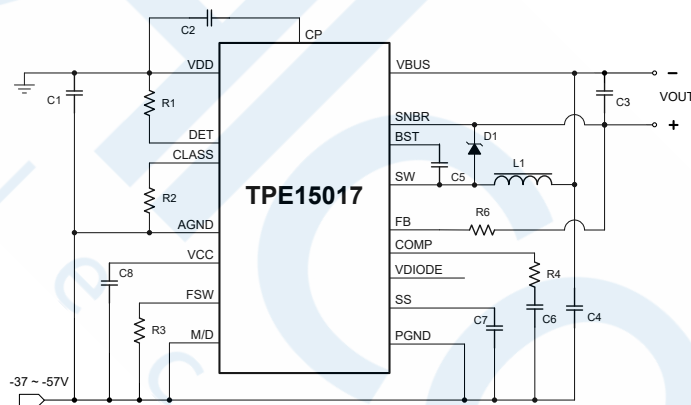 C2
CP
VDD
VBUS
C1
R1
C3
VOUT
−
+
DET
SNBR
BST
D1
CLASS
C5
L1
R2
TPE15017
SW
AGND
FB
R6
VCC
COMP
C8
VDIODE
R4
FSW
SS
R3
C7
C6
C4
M/D
PGND
-37 ~ -57V
e
c